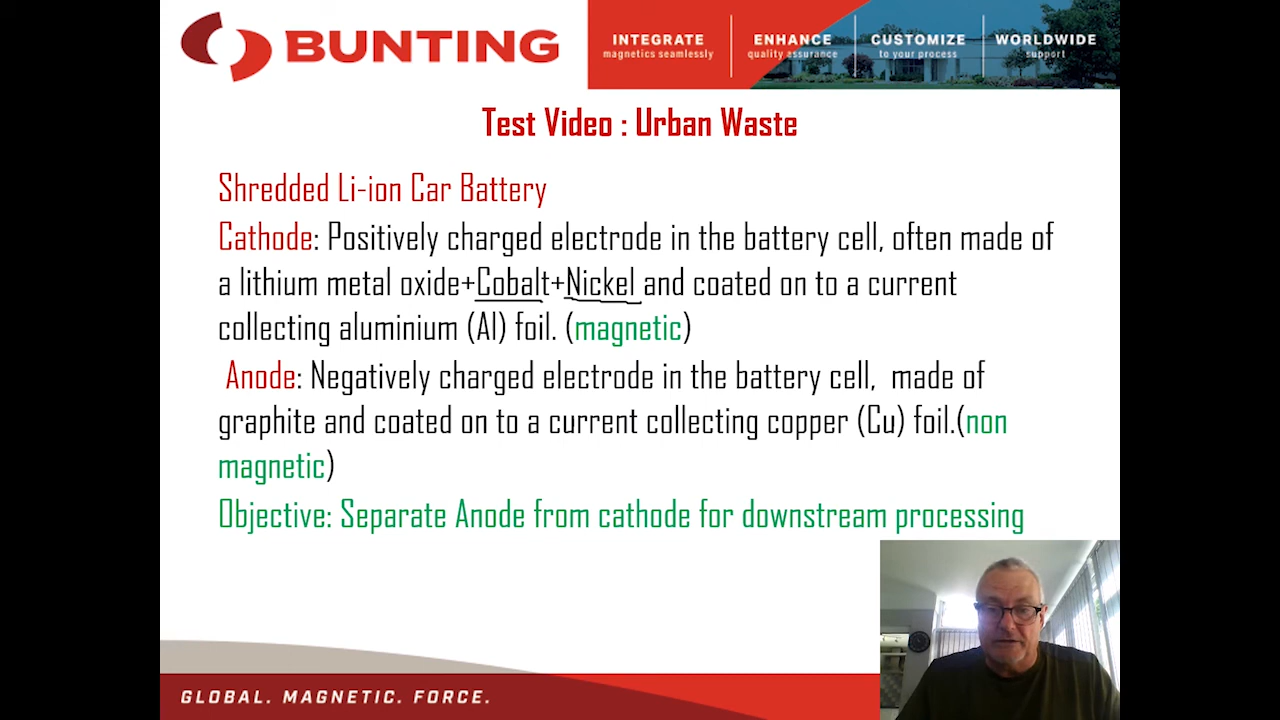 BUNTING
INTEGRATE
magnetics seamlessly
ENHANCE
quality assurance
CUSTOMIZE
to your process
WORLDWIDE
support
Test Video : Urban Waste
Shredded Li-ion Car Battery
Cathode: Positively charged electrode in the battery cell, often made of
a lithium metal oxide+Cobalt+Nickel and coated on to a current
collecting aluminium (Al) foil. (magnetic)
Anode: Negatively charged electrode in the battery cell, made of
graphite and coated on to a current collecting copper (Cu) foil.(non
magnetic)
Objective: Separate Anode from cathode for downstream processing
GLOBAL. MAGNETIC. FORCE.